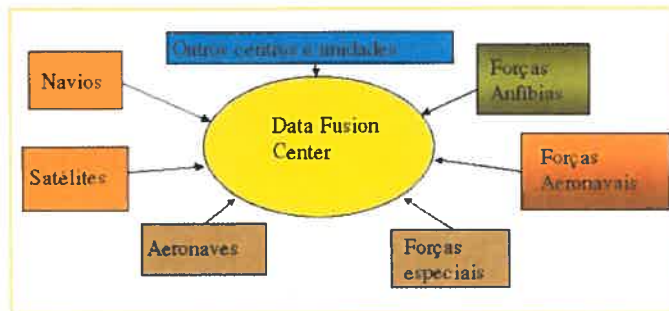 Outros centros e unidades
Navios
Forças
Anfíbias
Data Fusion
Center
Satélites
Forças
Aeronavais
Aeronaves
Forças
especiais